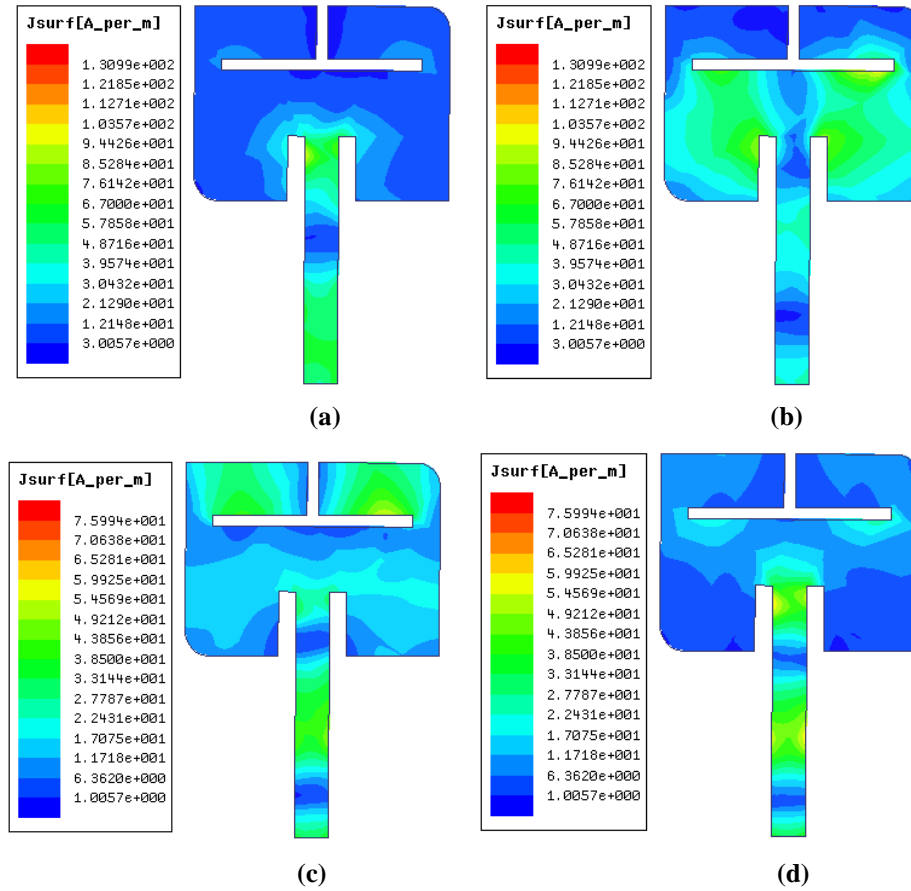 Jsurf[A_per_m]
1.3099e+002
1.2185e+002
1.1271e+002
1.0357e+002
9.4426e+001
8.5284e+001
7.6142e+001
6.7000e+001
5.7858e+001
4.8716e+001
3.9574e+001
3.0432e+001
2.1290e+001
1.2148e+001
3.0057e+000
(a)
Jsurf[A_per_m]
1.3099e+002
1.2185e+002
1.1271e+002
1.0357e+002
9.4426e+001
8.5284e+001
7.6142e+001
6.7000e+001
5.7858e+001
4.8716e+001
3.9574e+001
3.0432e+001
2.1290e+001
1.2148e+001
3.0057e+000
(b)
Jsurf[A_per_m]
7.5994e+001
7.0638e+001
6.5281e+001
5.9925e+001
5.4569e+001
4.9212e+001
4.3856e+001
3.8500e+001
3.3144e+001
2.7787e+001
2.2431e+001
1.7075e+001
1.1718e+001
6.3620e+000
1.0057e+000
(c)
Jsurf[A_per_m]
7.5994e+001
7.0638e+001
6.5281e+001
5.9925e+001
5.4569e+001
4.9212e+001
4.3856e+001
3.8500e+001
3.3144e+001
2.7787e+001
2.2431e+001
1.7075e+001
1.1718e+001
6.3620e+000
1.0057e+000
(d)